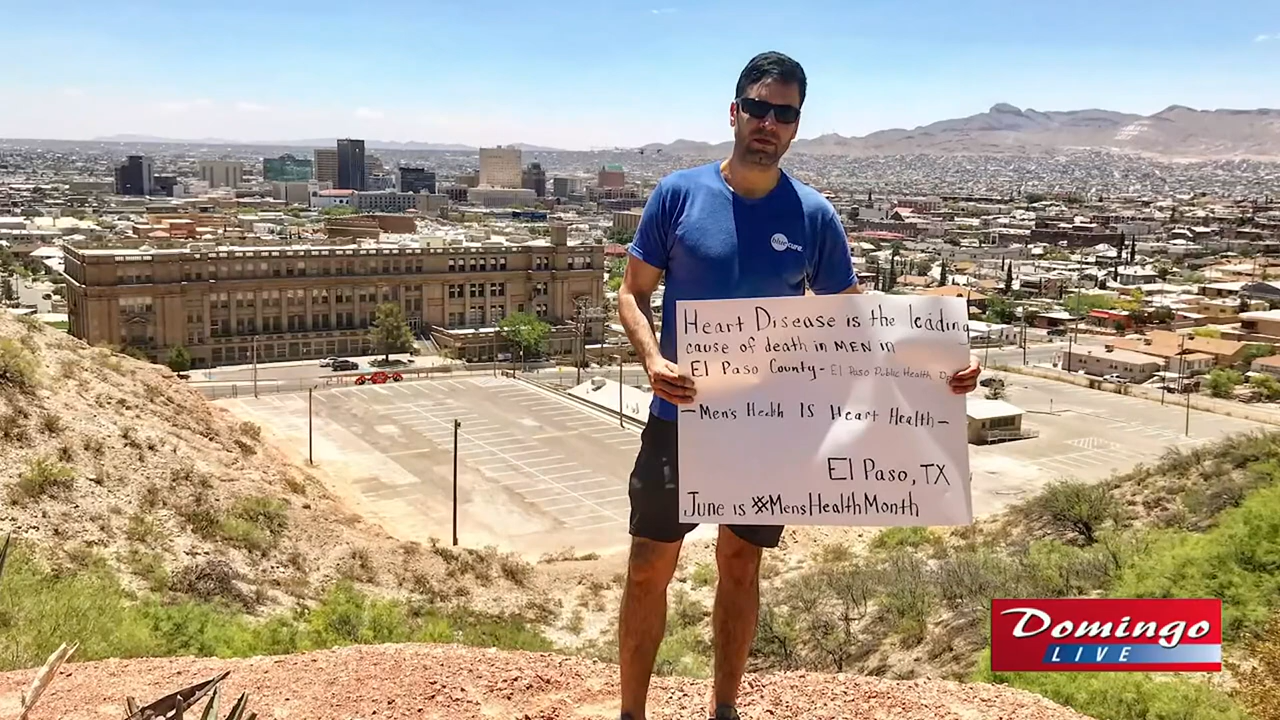 bluecure
Heart Disease is the leading
cause of death in MEN in
El Paso County - El Paso Public Health
- Men's Health IS Heart Health -
El Paso, TX
June is #MensHealthMonth
Domingo
LIVE